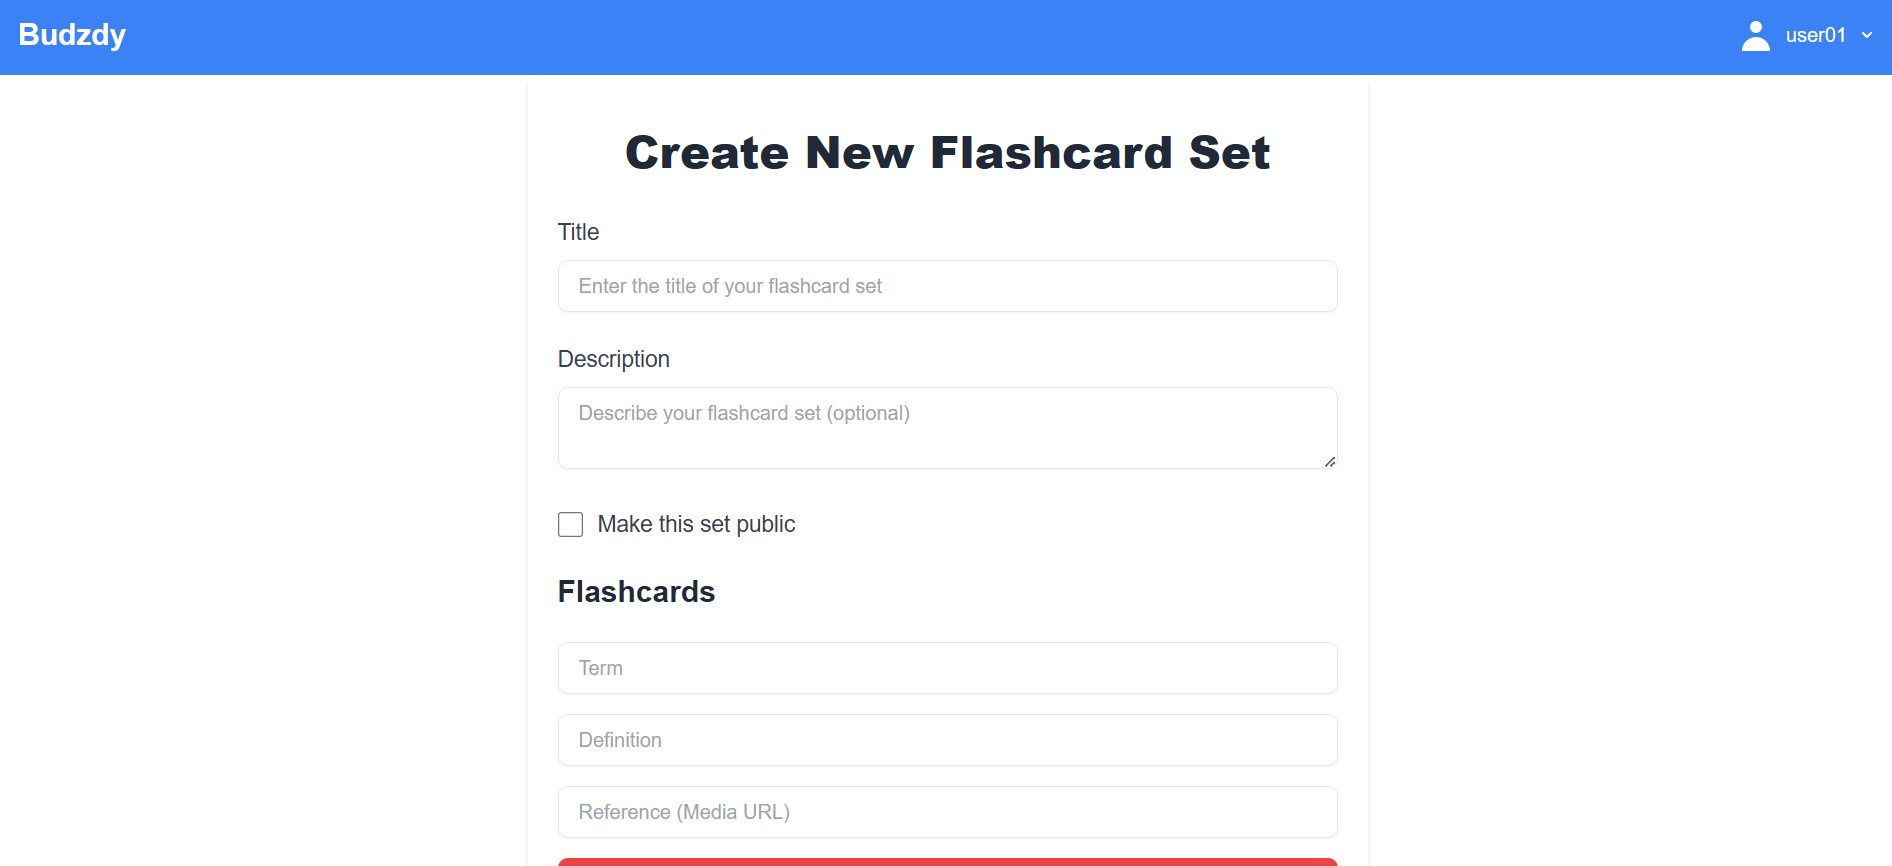 Budzdy
user01
Create New Flashcard Set
Title
Enter the title of your flashcard set
Description
Describe your flashcard set (optional)
Make this set public
Flashcards
Term
Definition
Reference (Media URL)